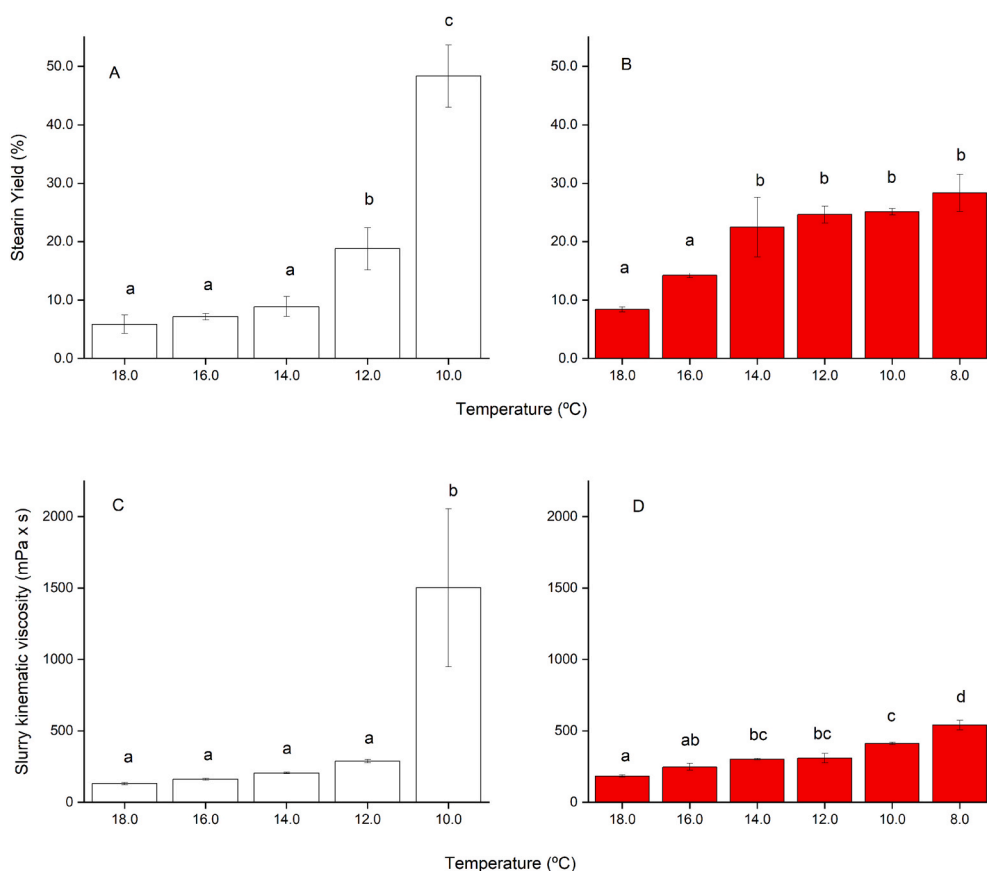 A
Stearin Yield (%)
50.0
40.0
30.0
20.0
10.0
0.0
a
a
a
b
c
18.0
16.0
14.0
12.0
10.0
B
50.0
40.0
30.0
20.0
10.0
0.0
a
a
b
b
b
b
18.0
16.0
14.0
12.0
10.0
8.0
Temperature (ºC)
C
Slurry kinematic viscosity (mPa x s)
2000
1500
1000
500
0
a
a
a
a
b
18.0
16.0
14.0
12.0
10.0
D
2000
1500
1000
500
0
a
ab
bc
bc
c
d
18.0
16.0
14.0
12.0
10.0
8.0
Temperature (ºC)